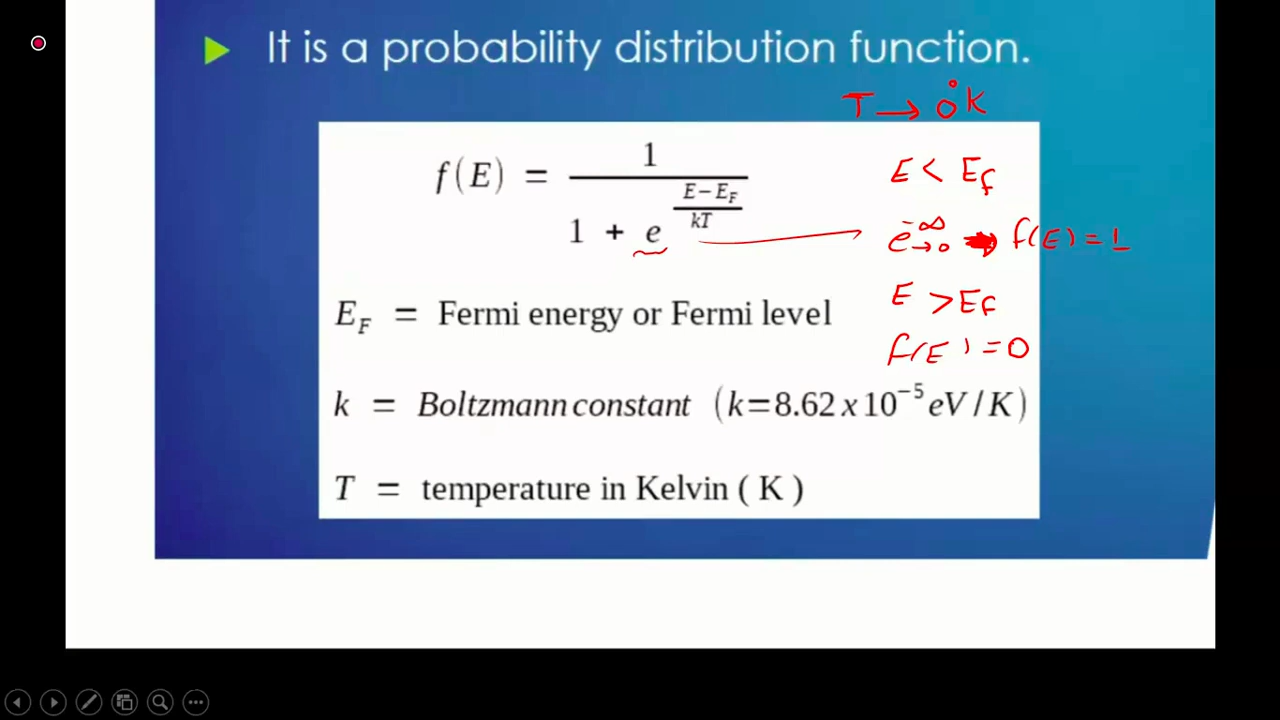 It is a probability distribution function.
T → 0°K
f(E) = 1 / (1 + e^((E−E_F)/kT))
E < E_f
e^−∞ → 0 → f(E) = 1
E_F = Fermi energy or Fermi level
E > E_f
f(E) = 0
k = Boltzmann constant (k=8.62 x 10^−5 eV / K)
T = temperature in Kelvin ( K )